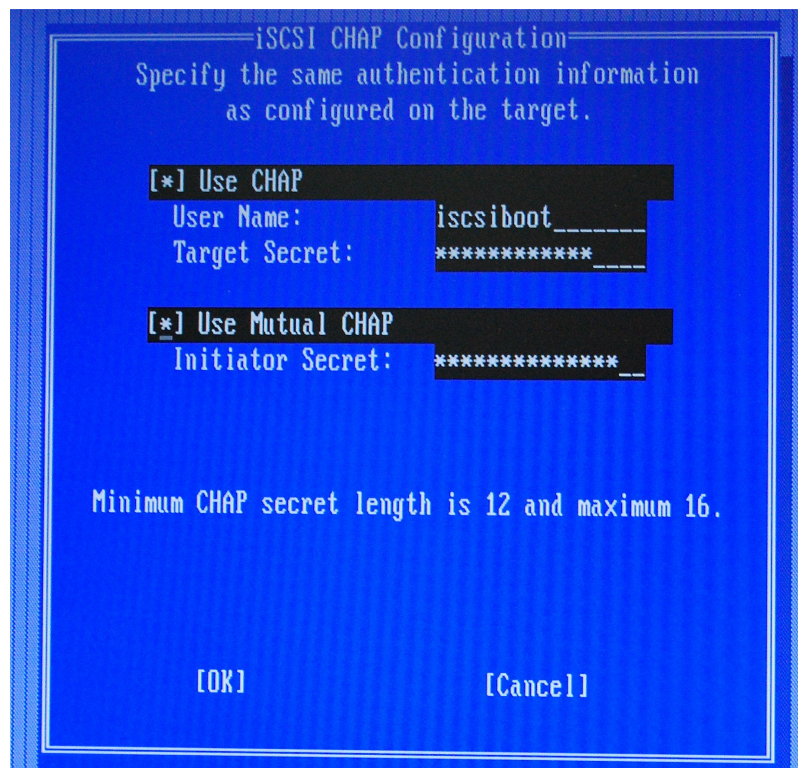 iSCSI CHAP Configuration
Specify the same authentication information
as configured on the target.
[*] Use CHAP
User Name: iscsiboot_______
Target Secret: ************____
[*] Use Mutual CHAP
Initiator Secret: **************__
Minimum CHAP secret length is 12 and maximum 16.
[OK] [Cancel]